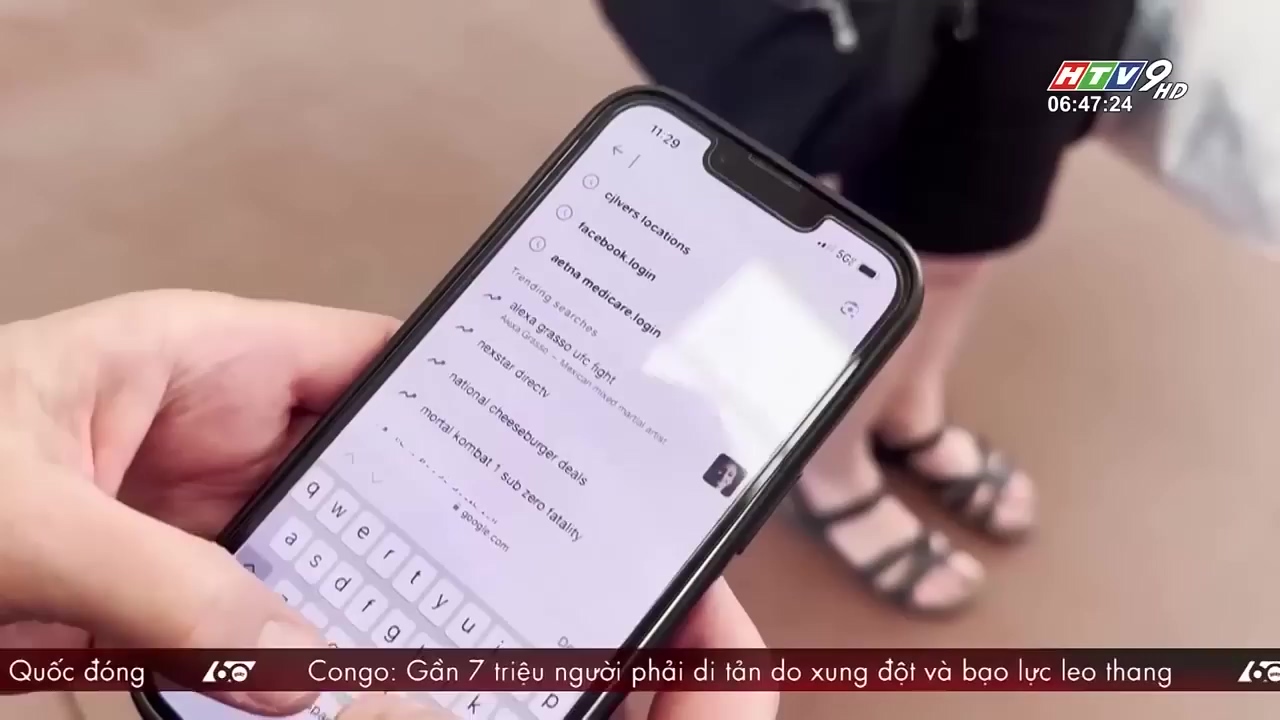 HTV9 HD
06:47:24
11:29
5G
cjlvers locations
facebook.login
aetna medicare.login
Trending searches
alexa grasso ufc fight
Alexa Grasso — Mexican mixed martial artist
nexstar directv
national cheeseburger deals
mortal kombat 1 sub zero fatality
google.com
q w e r t y u
a s d f g
k
p
Quốc đóng
60 giây
Congo: Gần 7 triệu người phải di tản do xung đột và bạo lực leo thang